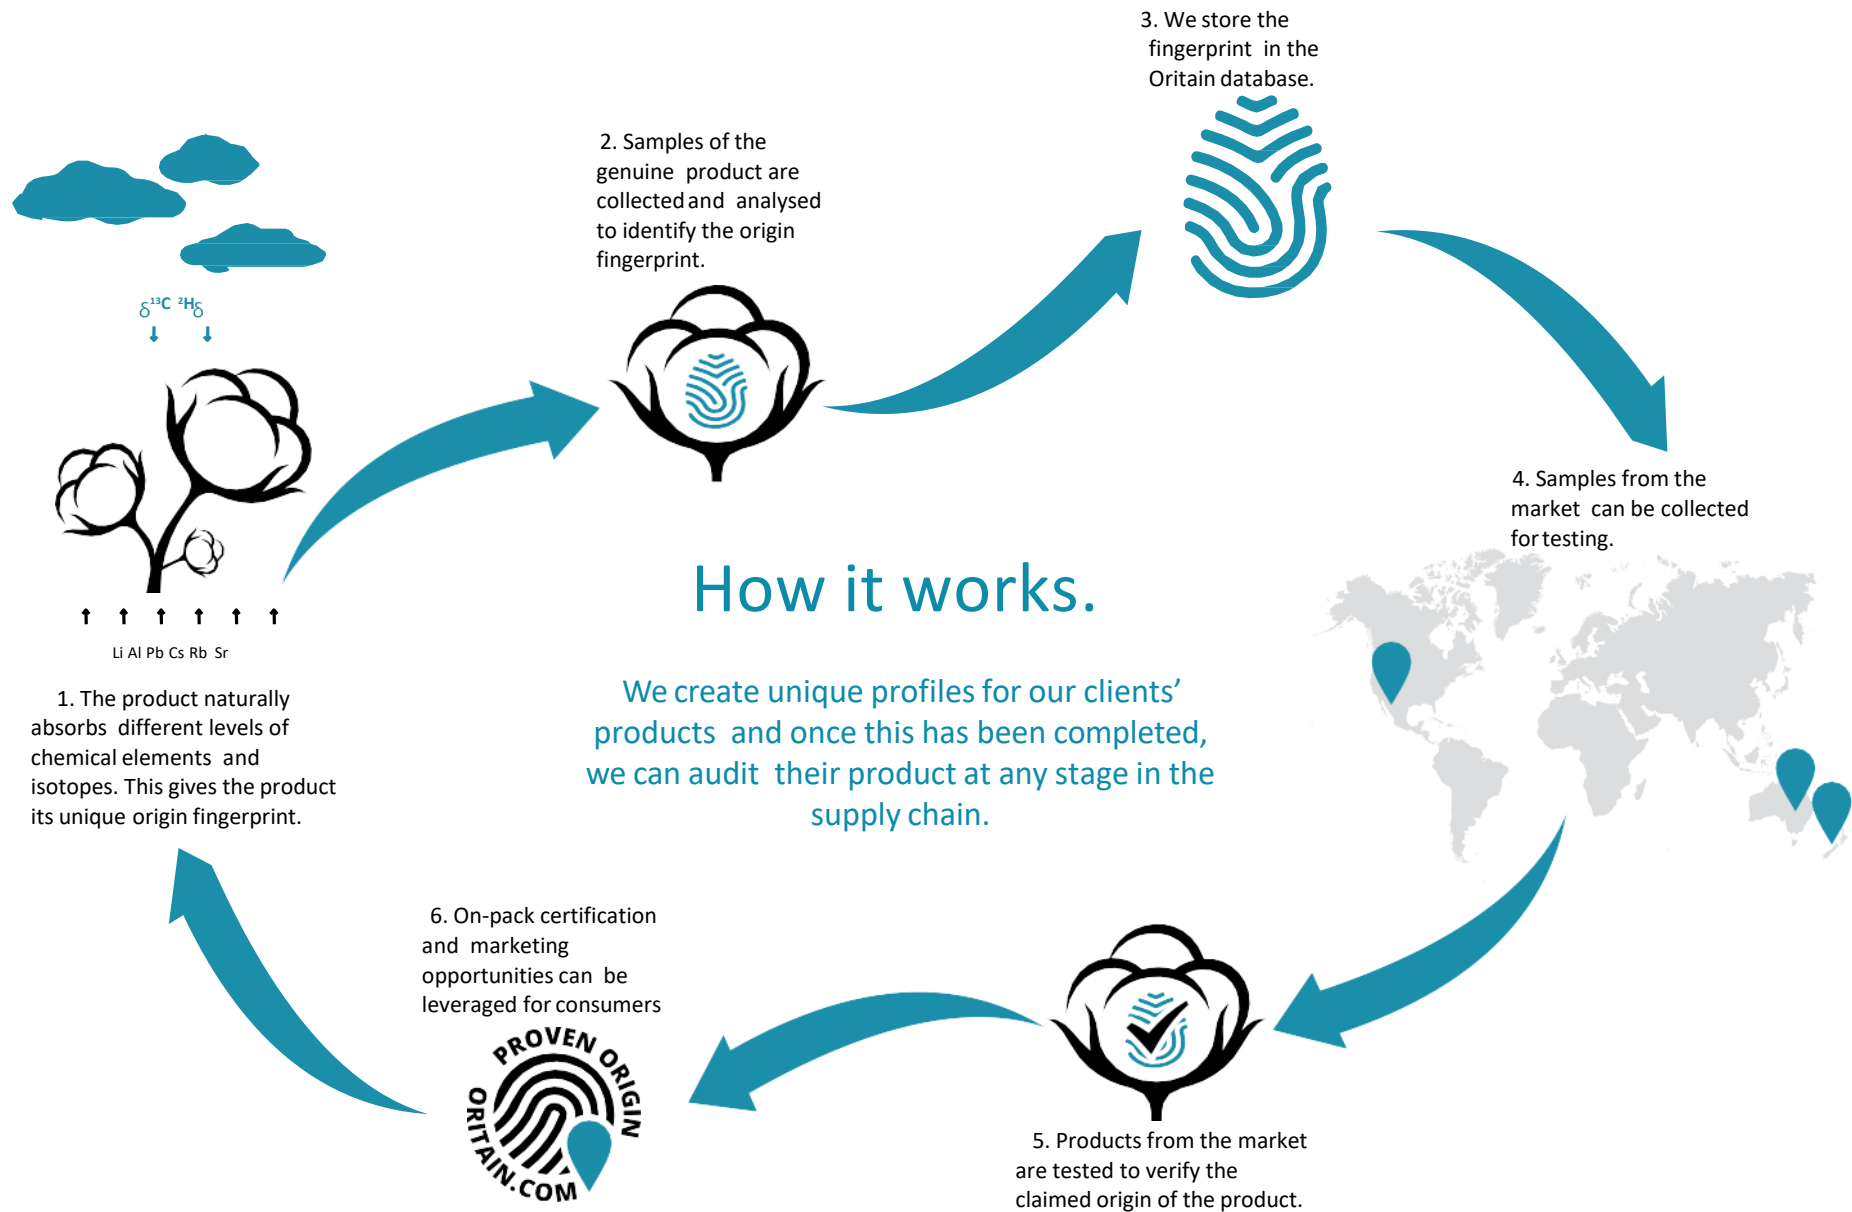 3. We store the
fingerprint in the
Oritain database.
2. Samples of the
genuine product are
collected and analysed
to identify the origin
fingerprint.
δ¹³C ²Hδ
4. Samples from the
market can be collected
for testing.
How it works.
Li Al Pb Cs Rb Sr
We create unique profiles for our clients’
products and once this has been completed,
we can audit their product at any stage in the
supply chain.
1. The product naturally
absorbs different levels of
chemical elements and
isotopes. This gives the product
its unique origin fingerprint.
6. On-pack certification
and marketing
opportunities can be
leveraged for consumers
PROVEN ORIGIN
ORITAIN.COM
5. Products from the market
are tested to verify the
claimed origin of the product.